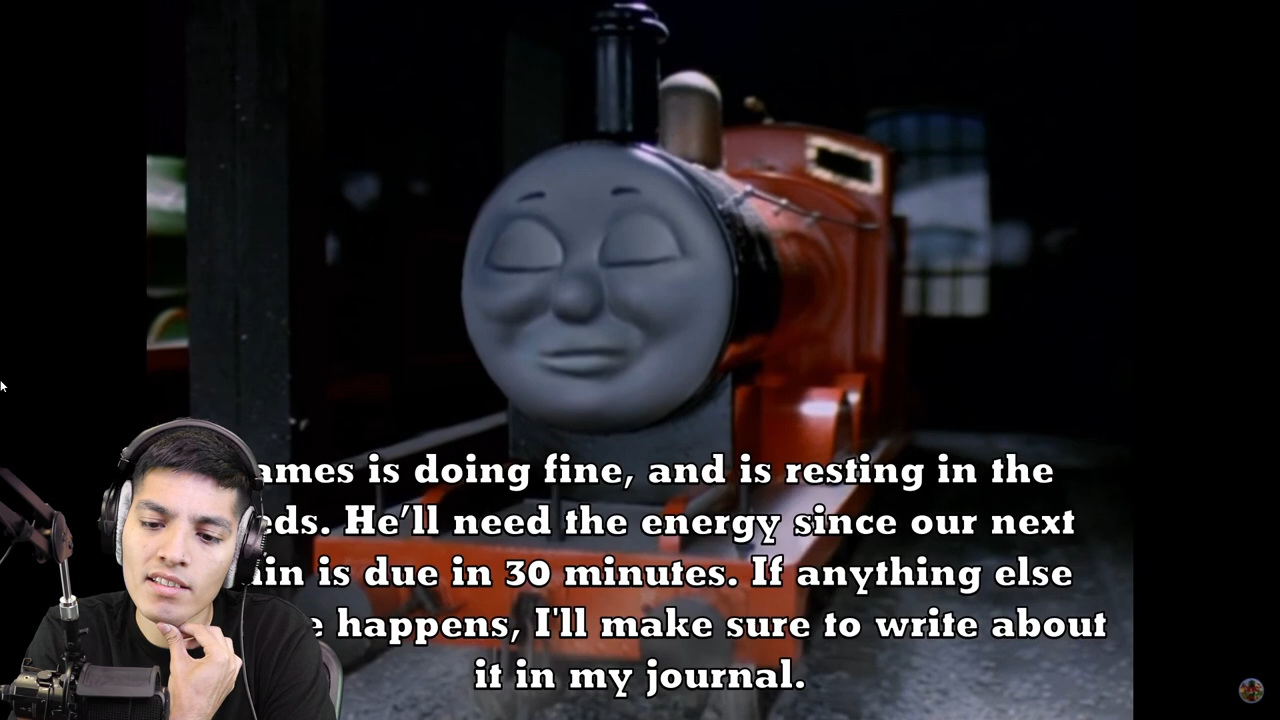 ames is doing fine, and is resting in the
eds. He’ll need the energy since our next
in is due in 30 minutes. If anything else
e happens, I'll make sure to write about
it in my journal.